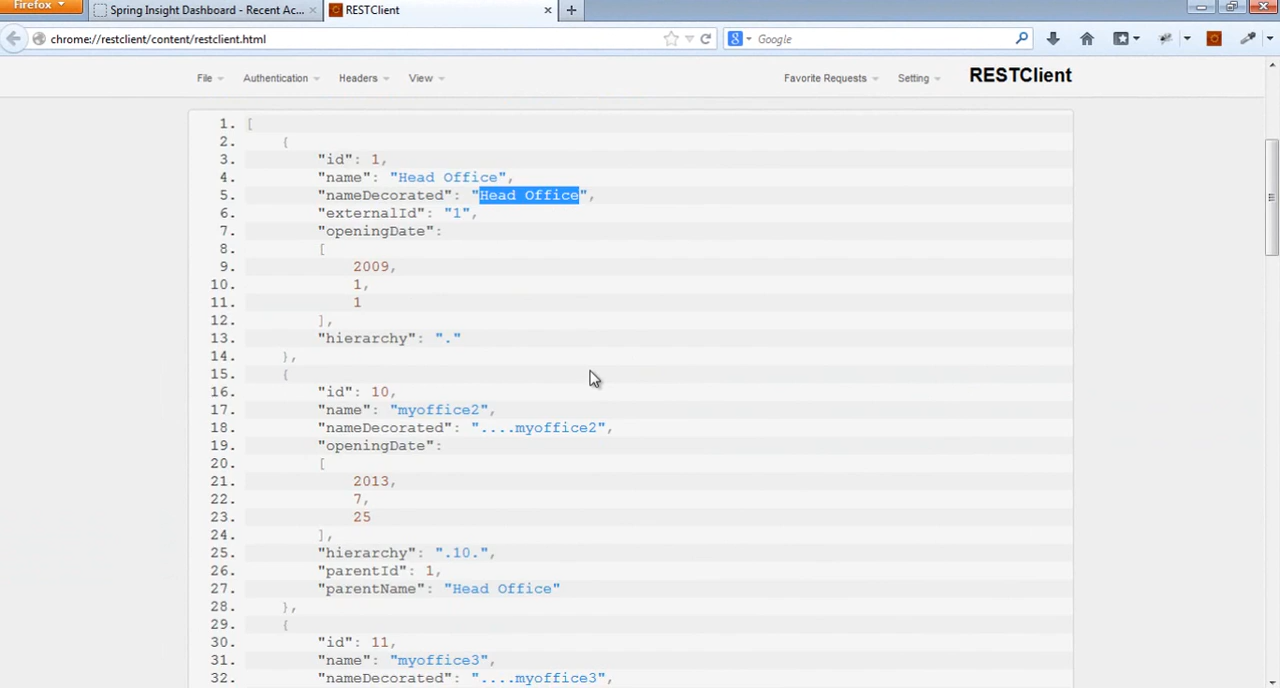 Firefox
Spring Insight Dashboard - Recent Ac...
RESTClient
chrome://restclient/content/restclient.html
Google
File
Authentication
Headers
View
Favorite Requests
Setting
RESTClient
1. [
2. {
3. "id": 1,
4. "name": "Head Office",
5. "nameDecorated": "Head Office",
6. "externalId": "1",
7. "openingDate":
8. [
9. 2009,
10. 1,
11. 1
12. ],
13. "hierarchy": "."
14. },
15. {
16. "id": 10,
17. "name": "myoffice2",
18. "nameDecorated": "....myoffice2",
19. "openingDate":
20. [
21. 2013,
22. 7,
23. 25
24. ],
25. "hierarchy": ".10.",
26. "parentId": 1,
27. "parentName": "Head Office"
28. },
29. {
30. "id": 11,
31. "name": "myoffice3",
32. "nameDecorated": "....myoffice3",